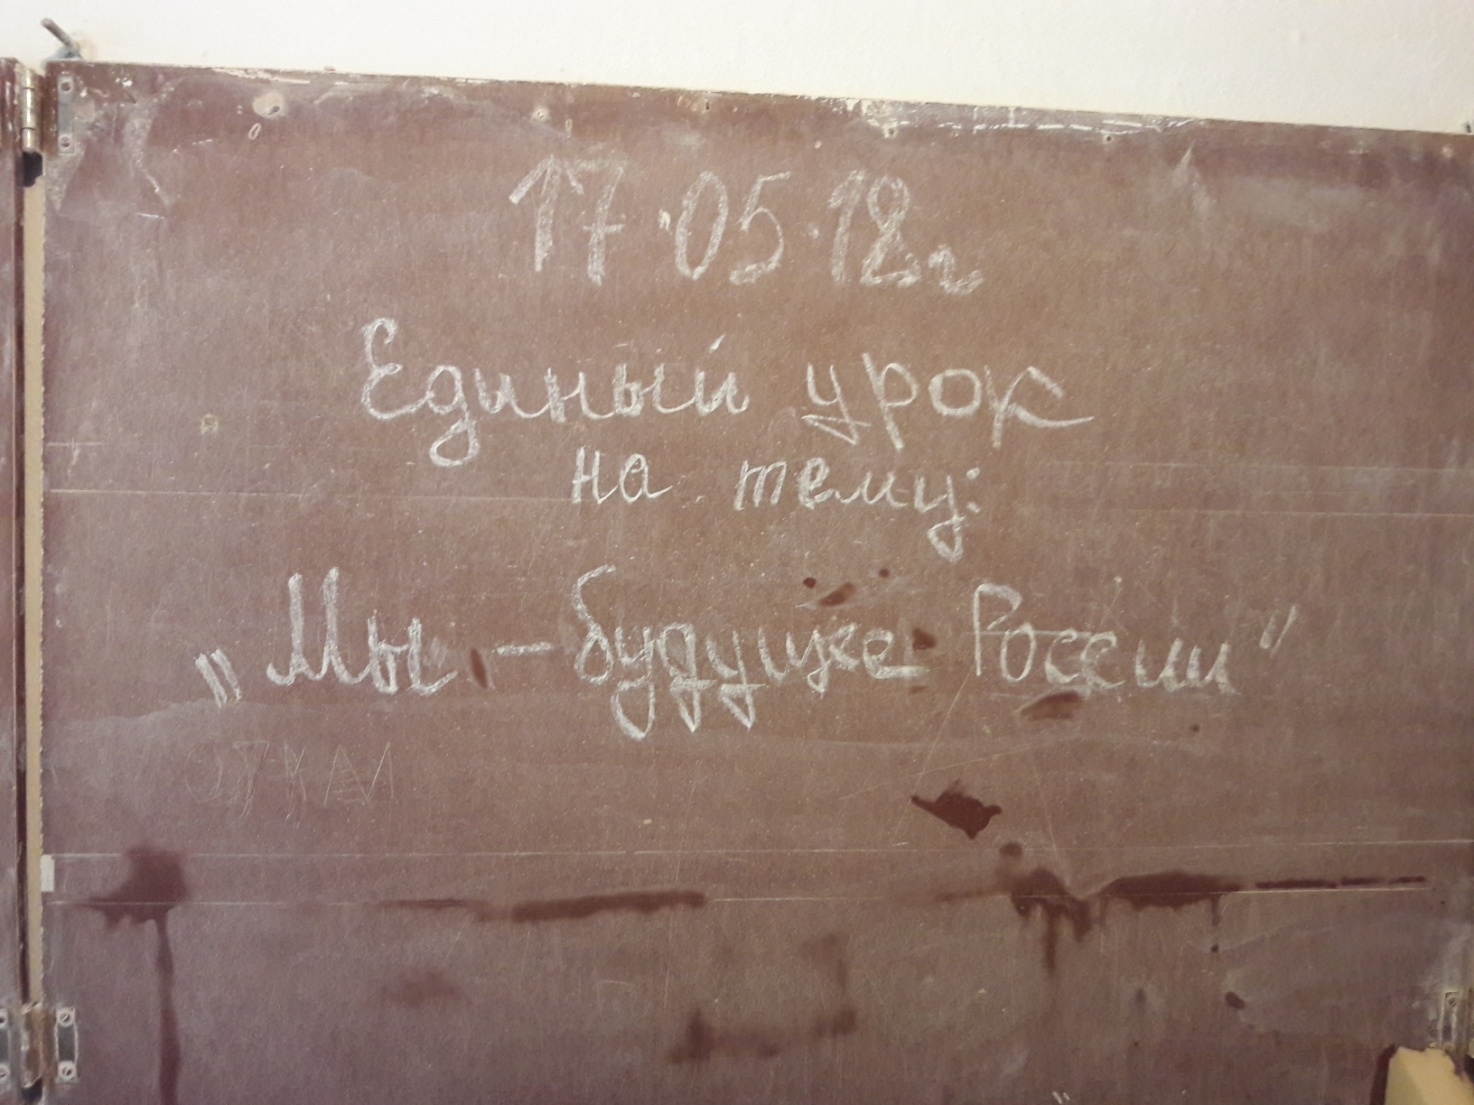 17.05.18г
Единый урок
на тему:
„Мы – будущее России"